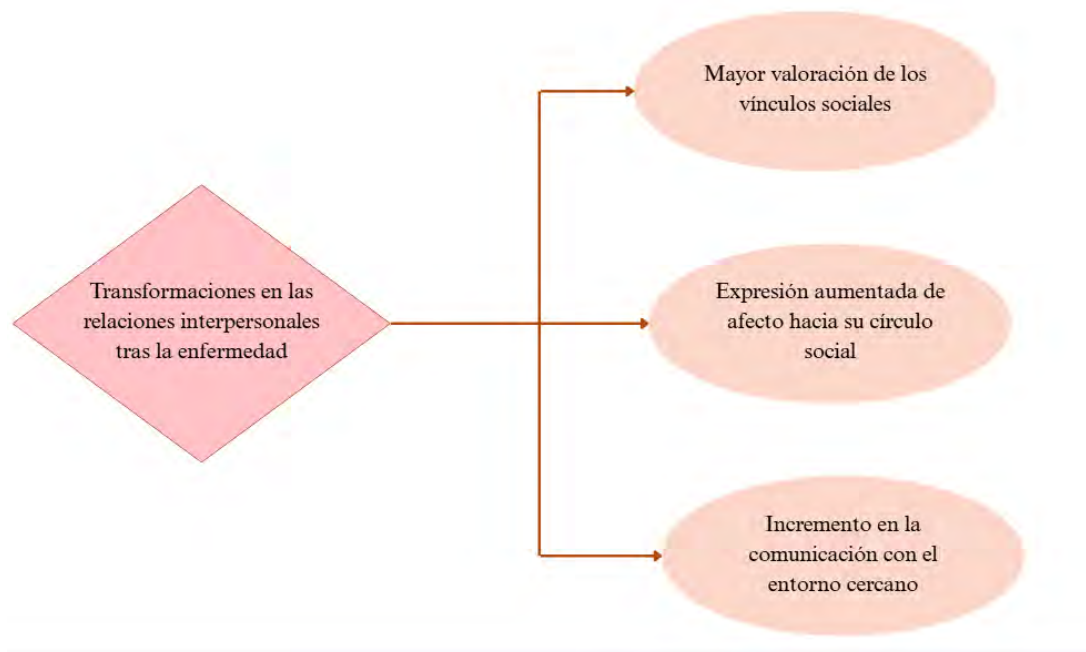 Mayor valoración de los
vínculos sociales
Transformaciones en las
relaciones interpersonales
tras la enfermedad
Expresión aumentada de
afecto hacia su círculo
social
Incremento en la
comunicación con el
entorno cercano